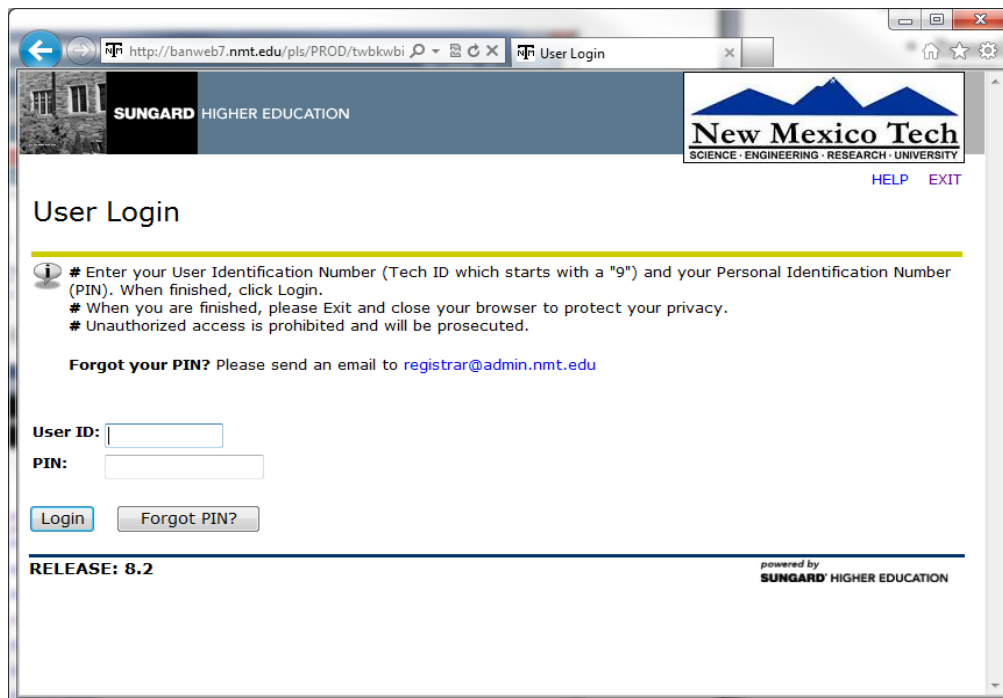 http://banweb7.nmt.edu/pls/PROD/twbkwbi
User Login
SUNGARD HIGHER EDUCATION
New Mexico Tech
SCIENCE · ENGINEERING · RESEARCH · UNIVERSITY
HELP EXIT
User Login
# Enter your User Identification Number (Tech ID which starts with a "9") and your Personal Identification Number
(PIN). When finished, click Login.
# When you are finished, please Exit and close your browser to protect your privacy.
# Unauthorized access is prohibited and will be prosecuted.
Forgot your PIN? Please send an email to registrar@admin.nmt.edu
User ID:
PIN:
Login Forgot PIN?
RELEASE: 8.2
powered by
SUNGARD' HIGHER EDUCATION